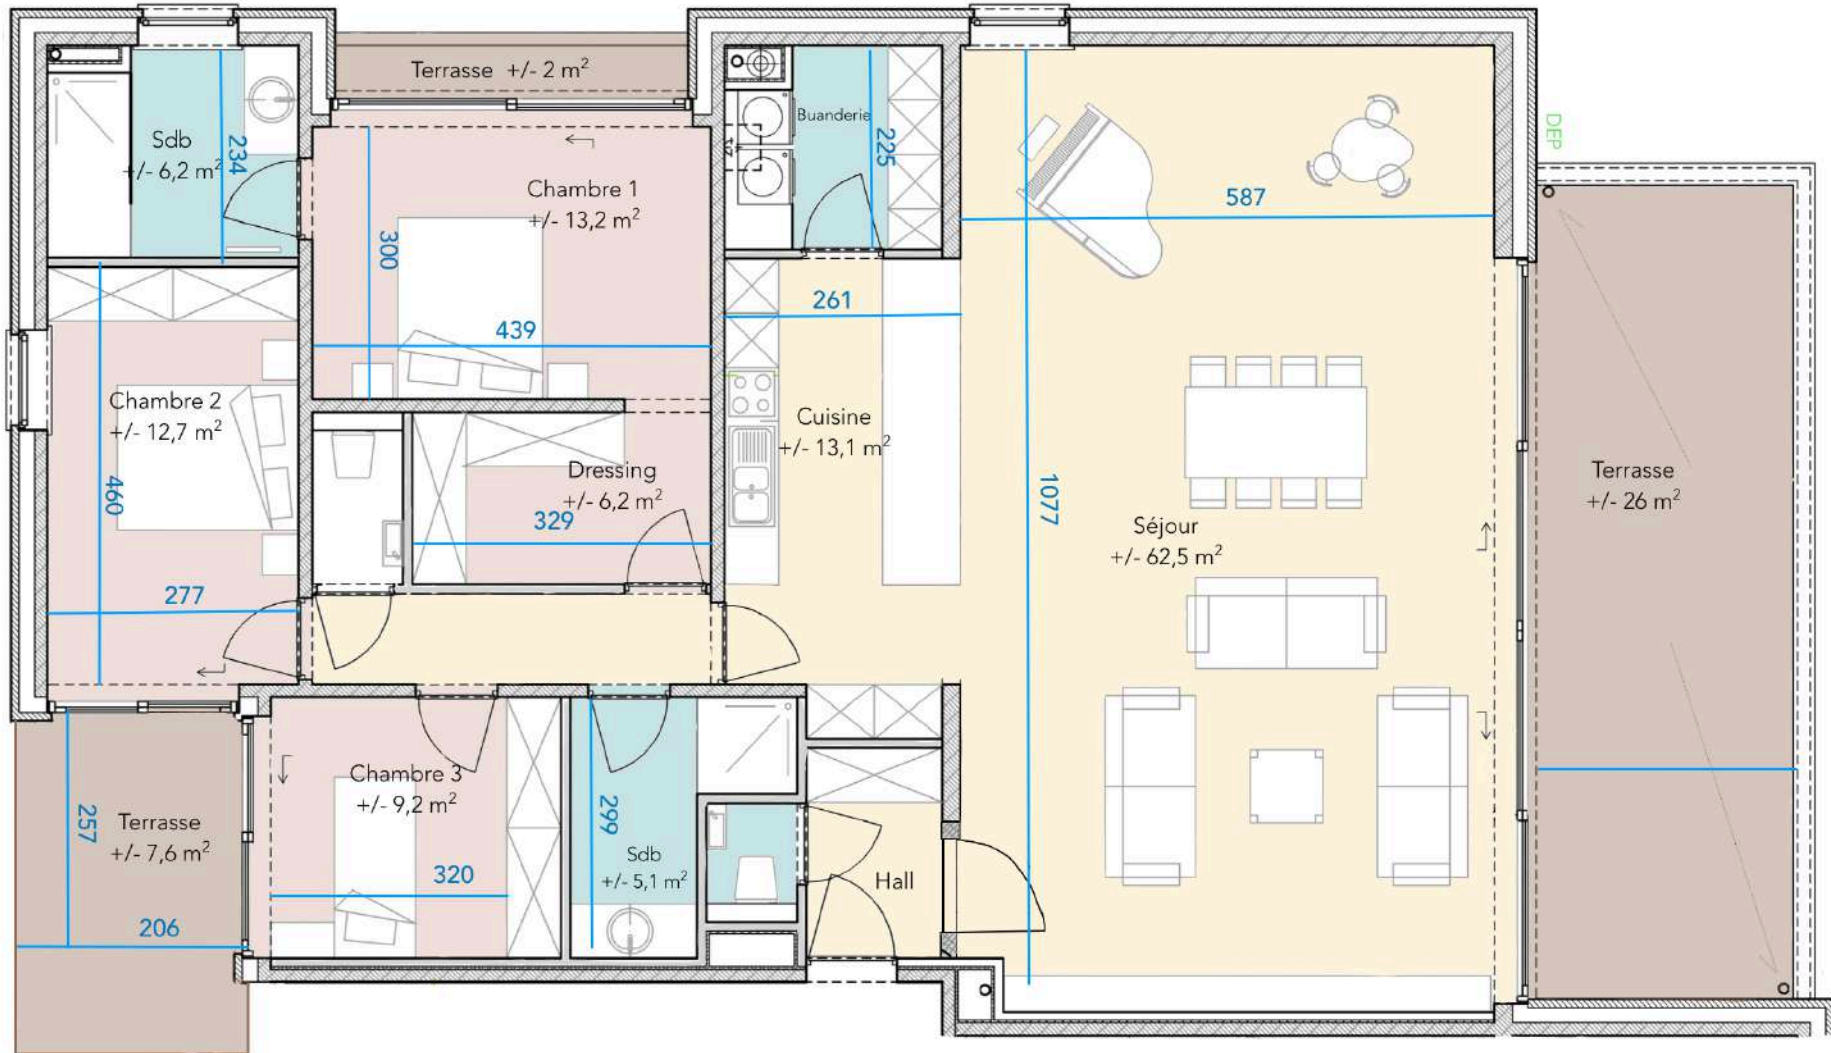 Terrasse +/- 2 m²
Sdb
+/- 6,2 m²
234
Chambre 1
+/- 13,2 m²
300
439
Buanderie
225
587
DEP
261
Chambre 2
+/- 12,7 m²
460
277
Cuisine
+/- 13,1 m²
Dressing
+/- 6,2 m²
329
1077
Séjour
+/- 62,5 m²
Terrasse
+/- 26 m²
Chambre 3
+/- 9,2 m²
320
257
Terrasse
+/- 7,6 m²
206
299
Sdb
+/- 5,1 m²
Hall